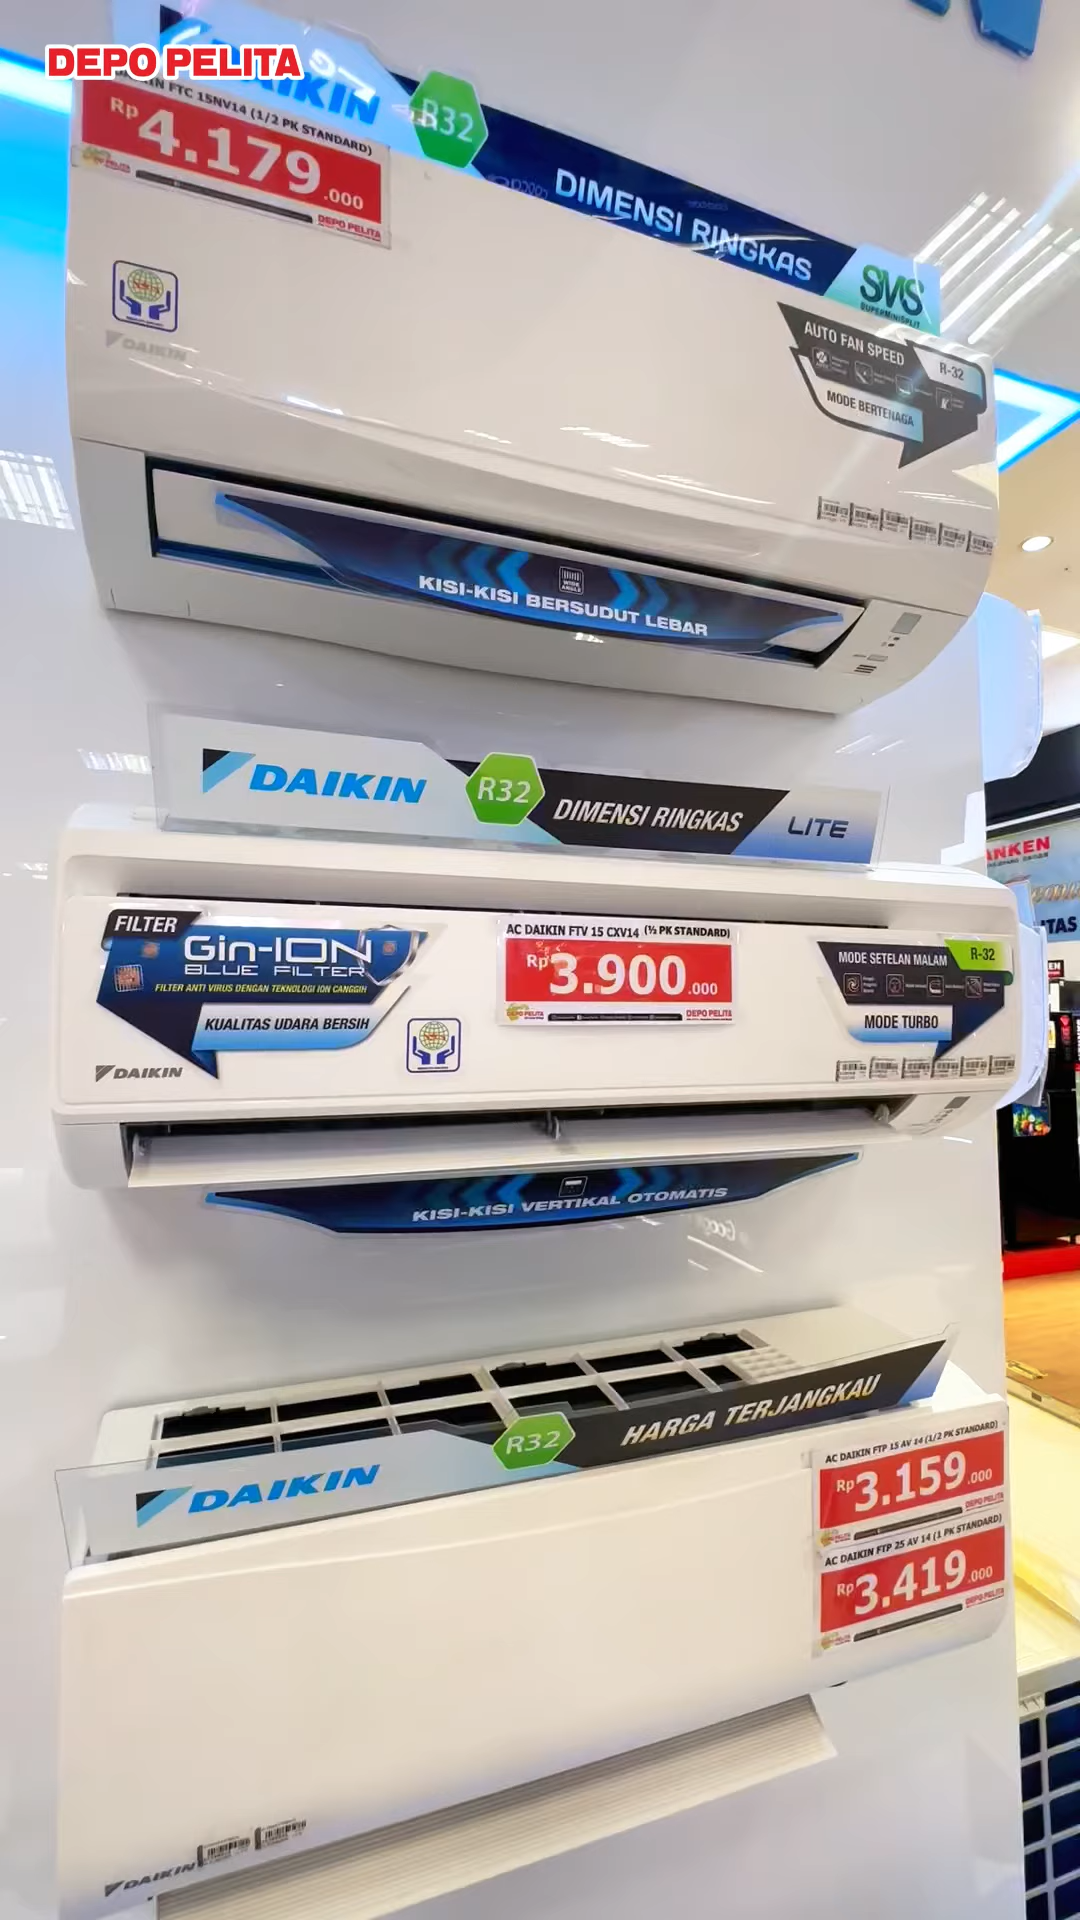 DEPO PELITA
DAIKIN
R32
FTC 15NV14 (1/2 PK STANDARD)
Rp 4.179.000
DEPO PELITA
DIMENSI RINGKAS
SMS
SUPERMINISPLIT
DAIKIN
AUTO FAN SPEED
R-32
MODE BERTENAGA
WIDE ANGLE
KISI-KISI BERSUDUT LEBAR
DAIKIN
R32
DIMENSI RINGKAS
LITE
FILTER
Gin-ION
BLUE FILTER
FILTER ANTI VIRUS DENGAN TEKNOLOGI ION CANGGIH
KUALITAS UDARA BERSIH
DAIKIN
AC DAIKIN FTV 15 CXV14 (½ PK STANDARD)
Rp 3.900.000
DEPO PELITA
DEPO PELITA
MODE SETELAN MALAM
R-32
MODE TURBO
KISI-KISI VERTIKAL OTOMATIS
DAIKIN
R32
HARGA TERJANGKAU
AC DAIKIN FTP 15 AV 14 (1/2 PK STANDARD)
Rp 3.159.000
DEPO PELITA
AC DAIKIN FTP 25 AV 14 (1 PK STANDARD)
Rp 3.419.000
DEPO PELITA
DAIKIN